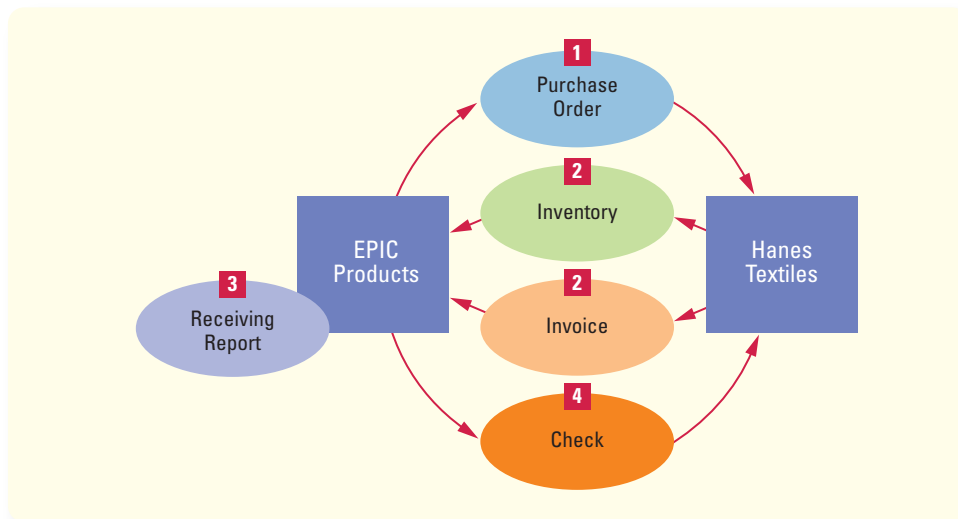 1
Purchase
Order
2
Inventory
EPIC
Products
Hanes
Textiles
3
Receiving
Report
2
Invoice
4
Check